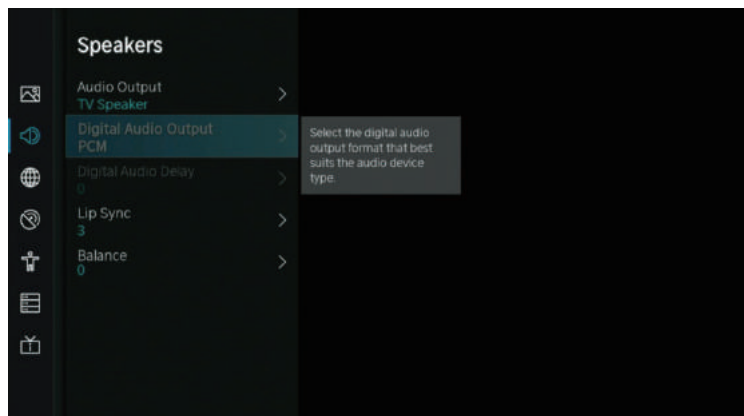 Speakers
Audio Output
TV Speaker
Digital Audio Output
PCM
Select the digital audio
output format that best
suits the audio device
type.
Digital Audio Delay
0
Lip Sync
3
Balance
0